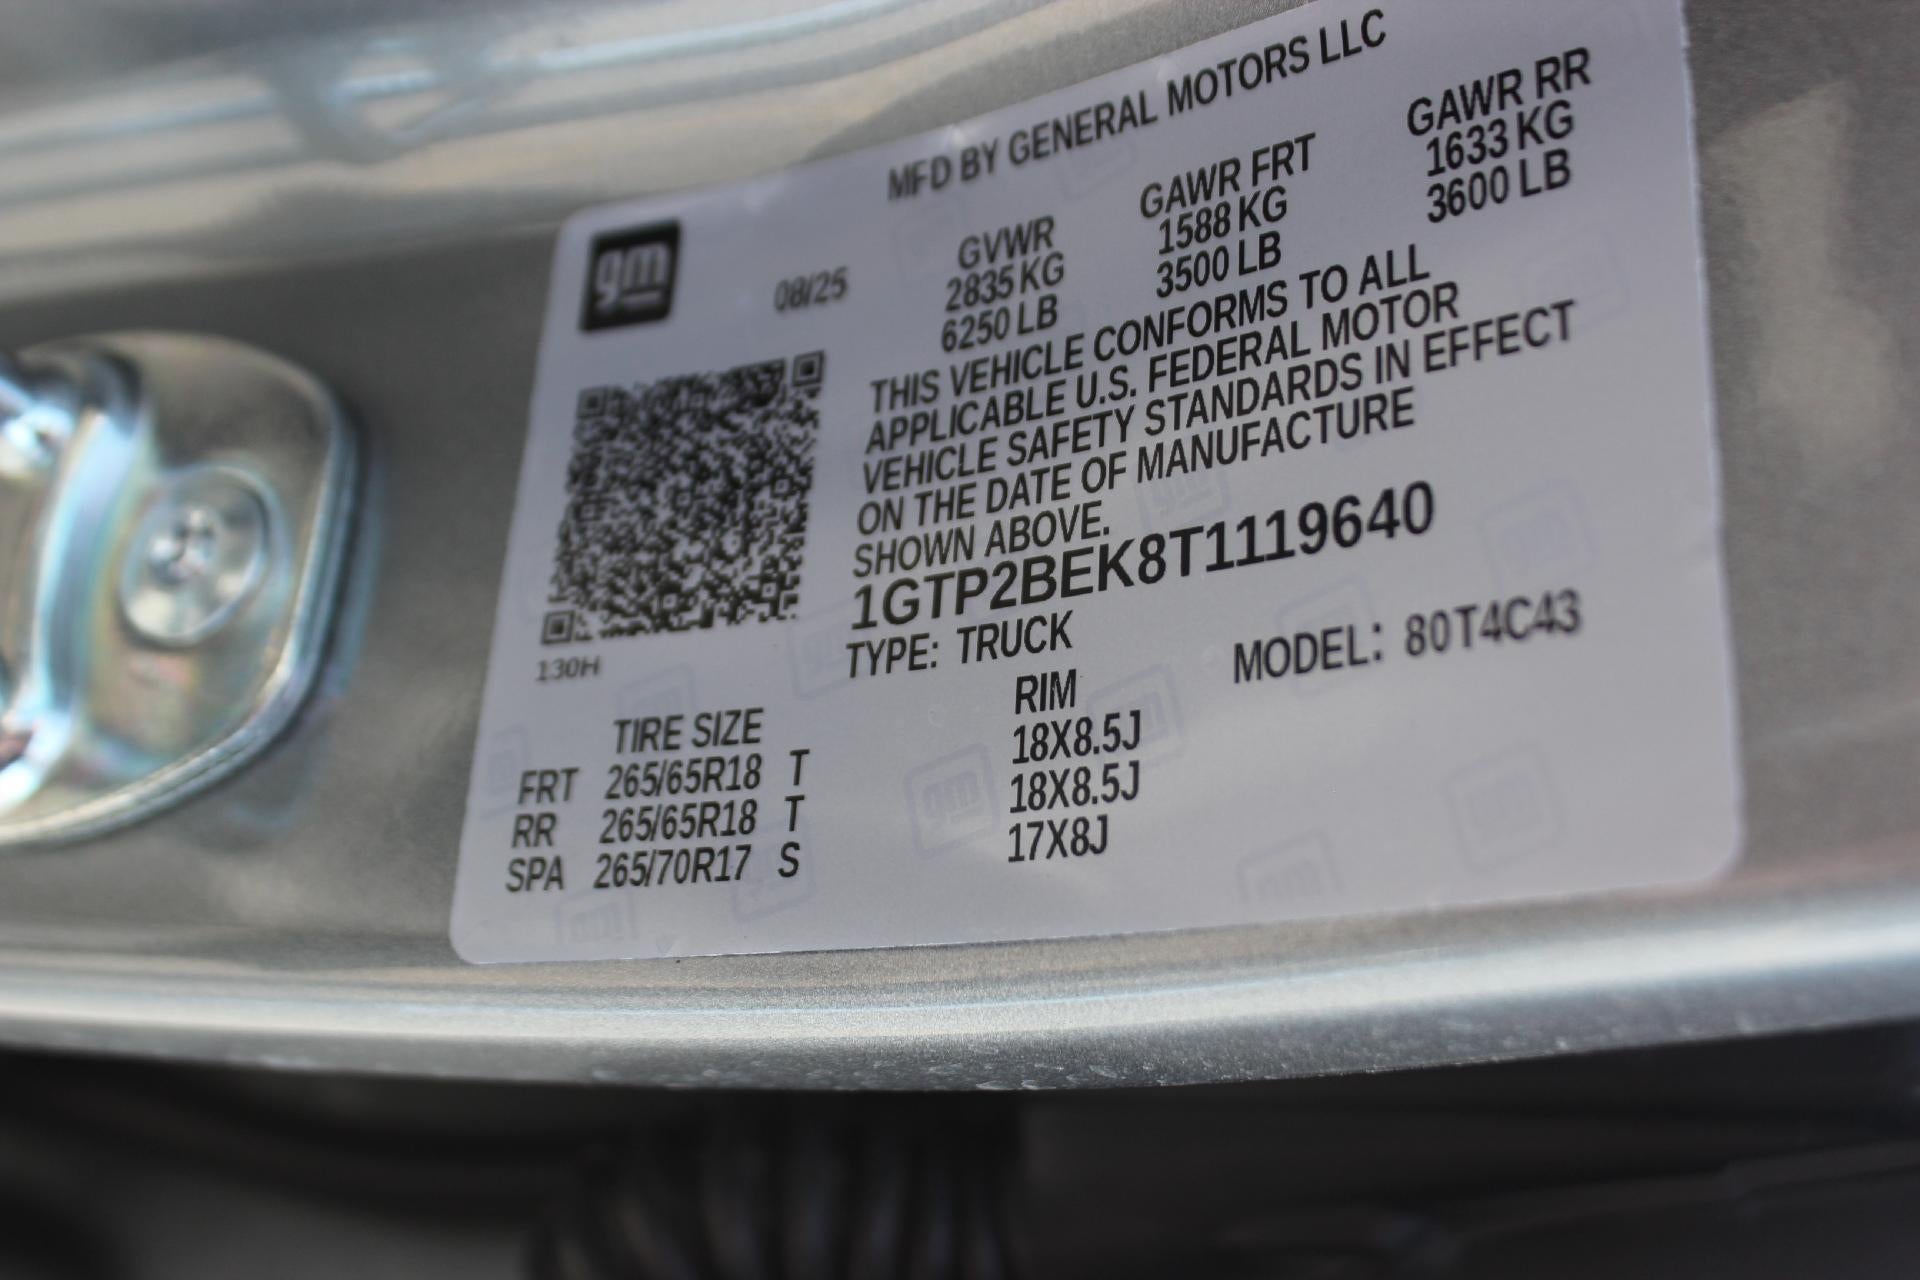 MFD BY GENERAL MOTORS LLC
gm
08/25
GVWR GAWR FRT GAWR RR
2835 KG 1588 KG 1633 KG
6250 LB 3500 LB 3600 LB
THIS VEHICLE CONFORMS TO ALL
APPLICABLE U.S. FEDERAL MOTOR
VEHICLE SAFETY STANDARDS IN EFFECT
ON THE DATE OF MANUFACTURE
SHOWN ABOVE.
1GTP2BEK8T1119640
130H
TYPE: TRUCK MODEL: 80T4C43
TIRE SIZE RIM
FRT 265/65R18 T 18X8.5J
RR 265/65R18 T 18X8.5J
SPA 265/70R17 S 17X8J